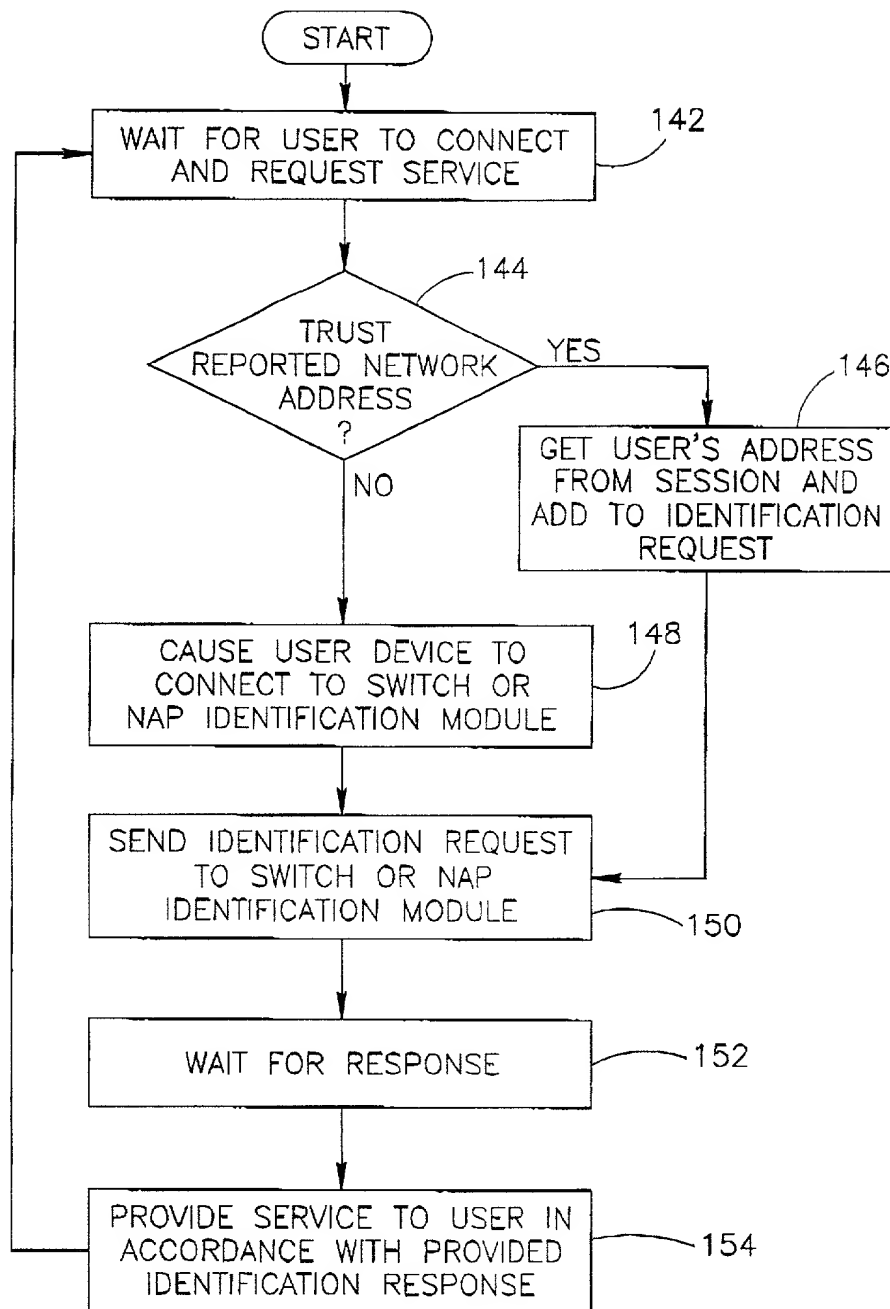 START
WAIT FOR USER TO CONNECT
AND REQUEST SERVICE
142
144
TRUST
REPORTED NETWORK
ADDRESS
?
YES
NO
146
GET USER'S ADDRESS
FROM SESSION AND
ADD TO IDENTIFICATION
REQUEST
148
CAUSE USER DEVICE TO
CONNECT TO SWITCH OR
NAP IDENTIFICATION MODULE
SEND IDENTIFICATION REQUEST
TO SWITCH OR NAP
IDENTIFICATION MODULE
150
WAIT FOR RESPONSE
152
PROVIDE SERVICE TO USER IN
ACCORDANCE WITH PROVIDED
IDENTIFICATION RESPONSE
154